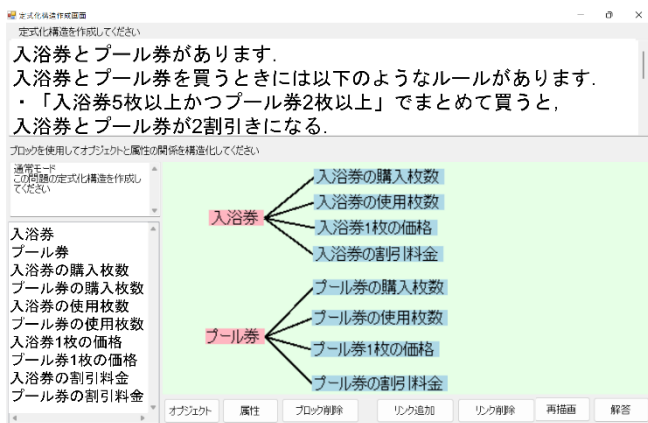 定式化構造作成画面
定式化構造を作成してください
入浴券とプール券があります.
入浴券とプール券を買うときには以下のようなルールがあります.
・「入浴券5枚以上かつプール券2枚以上」でまとめて買うと,
入浴券とプール券が2割引きになる.
ブロックを使用してオブジェクトと属性の関係を構造化してください
通常モード
この問題の定式化構造を作成し
てください
入浴券
プール券
入浴券の購入枚数
プール券の購入枚数
入浴券の使用枚数
プール券の使用枚数
入浴券1枚の価格
プール券1枚の価格
入浴券の割引料金
プール券の割引料金
入浴券
入浴券の購入枚数
入浴券の使用枚数
入浴券1枚の価格
入浴券の割引料金
プール券
プール券の購入枚数
プール券の使用枚数
プール券1枚の価格
プール券の割引料金
オブジェクト 属性 ブロック削除 リンク追加 リンク削除 再描画 解答